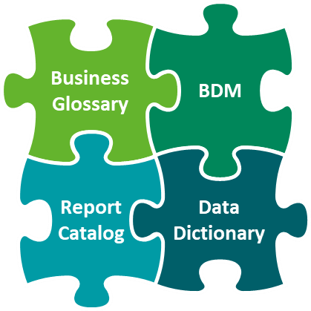 Business
Glossary
BDM
Report
Catalog
Data
Dictionary